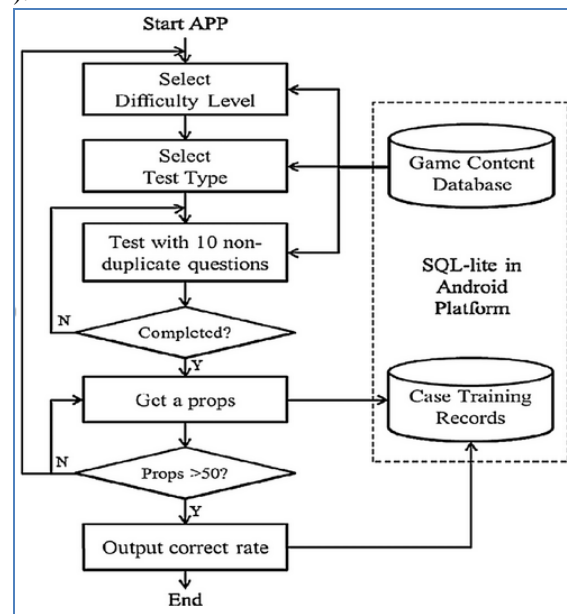 ),
Start APP
Select
Difficulty Level
Select
Test Type
Game Content
Database
Test with 10 non-
duplicate questions
SQL-lite in
Android
Platform
N
Completed?
Y
Get a props
Case Training
Records
N
Props >50?
Y
Output correct rate
End